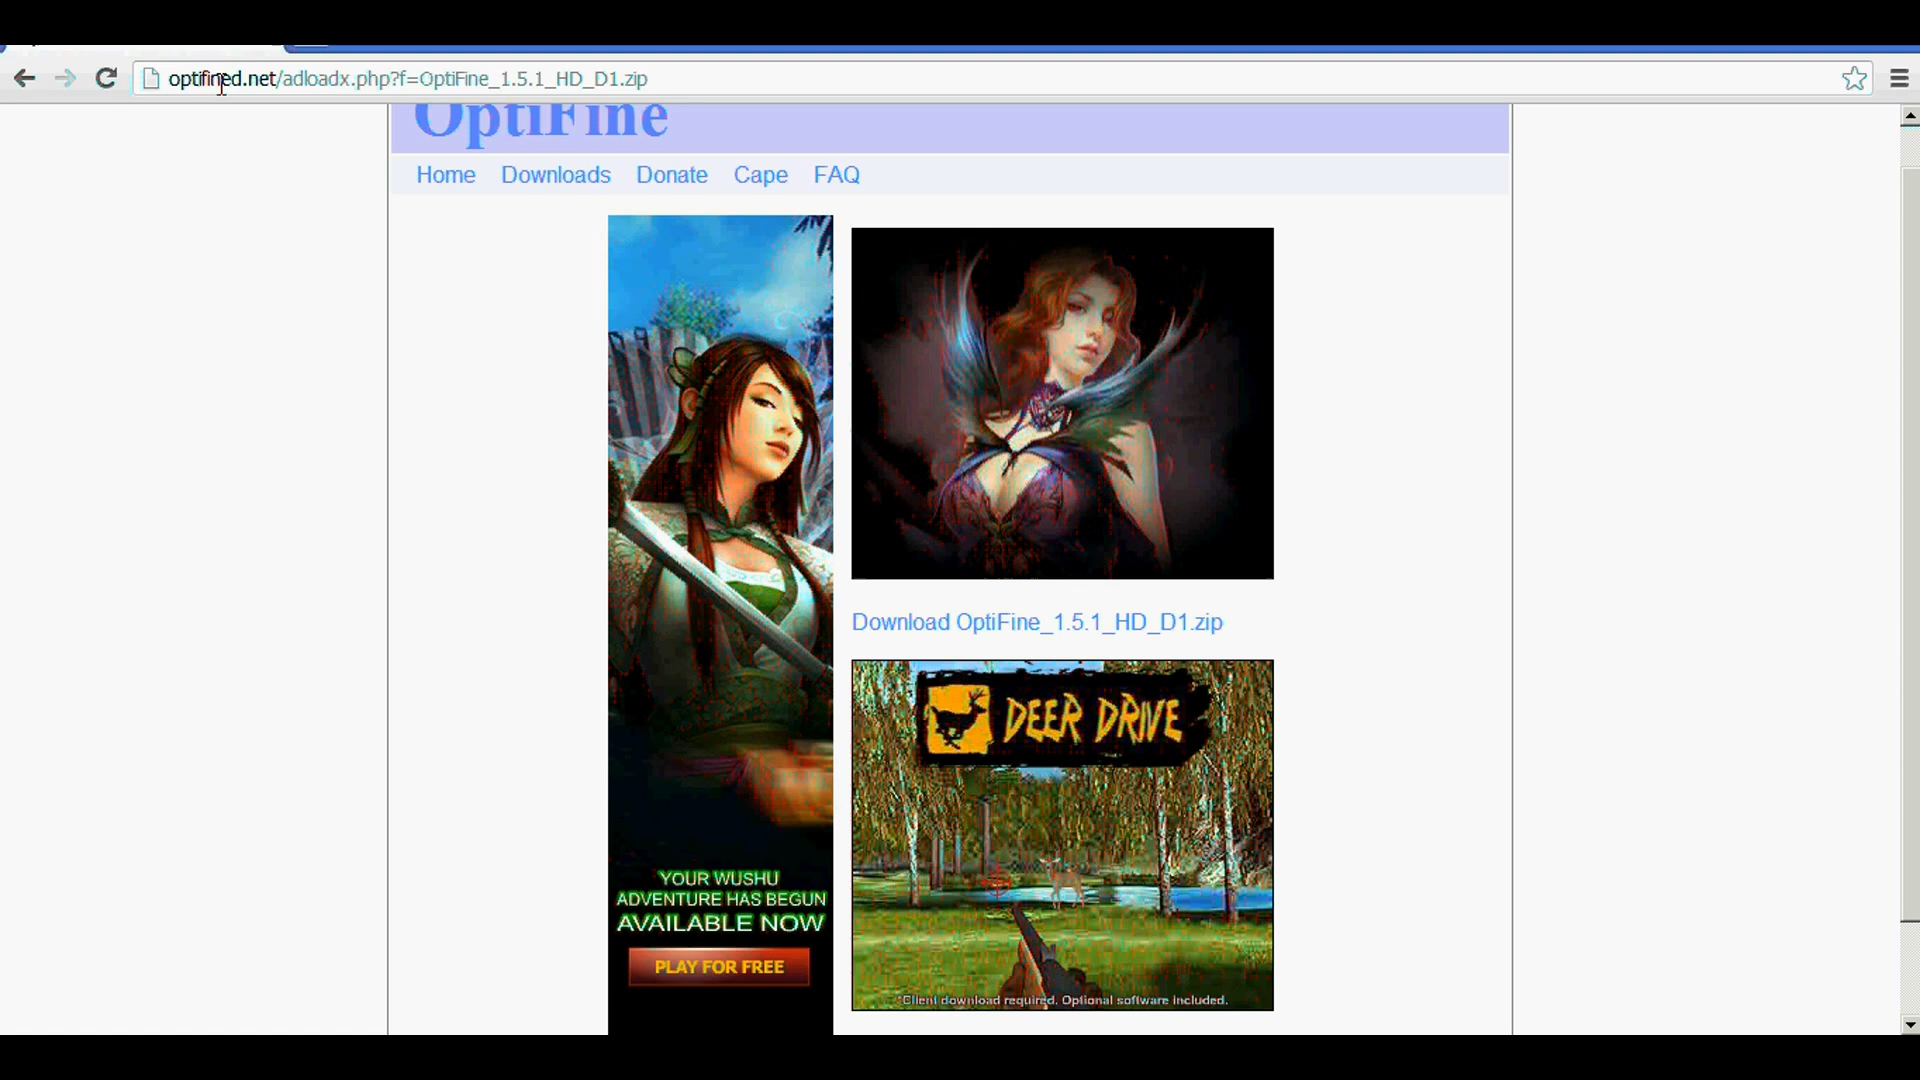 optifined.net/adloadx.php?f=OptiFine_1.5.1_HD_D1.zip
OptiFine
Home Downloads Donate Cape FAQ
Download OptiFine_1.5.1_HD_D1.zip
DEER DRIVE
YOUR WUSHU
ADVENTURE HAS BEGUN
AVAILABLE NOW
PLAY FOR FREE
*Client download required. Optional software included.